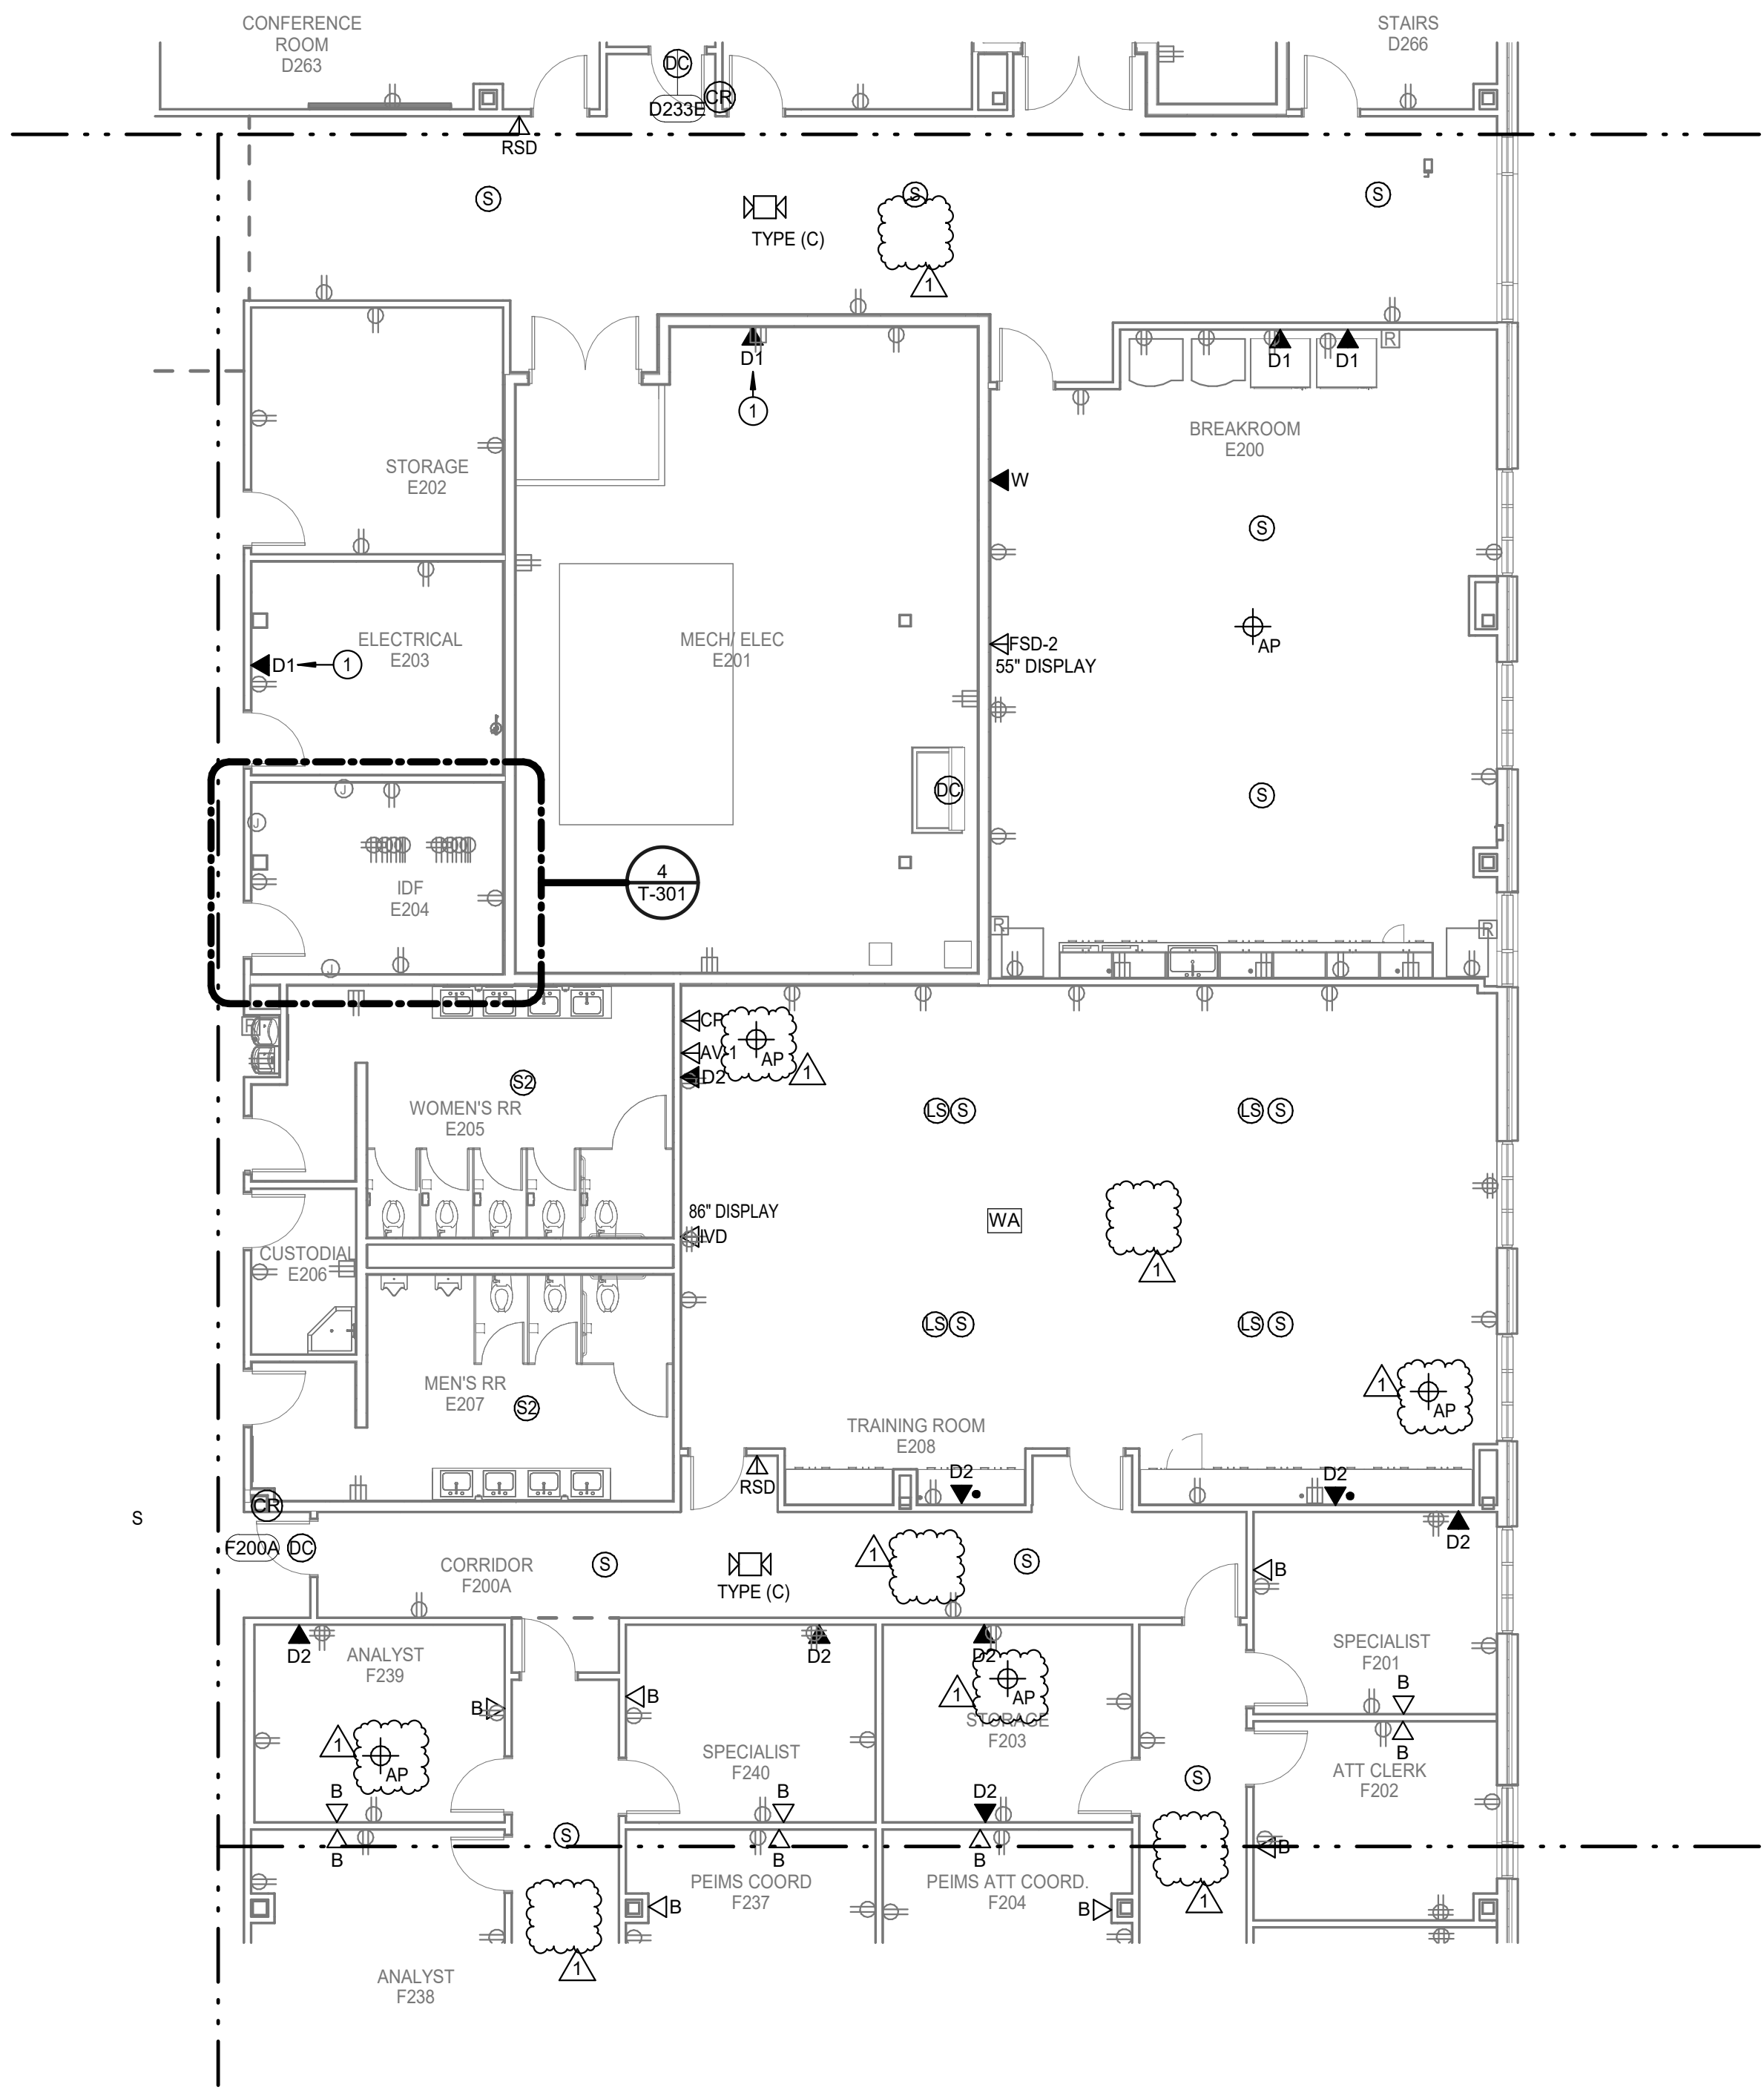 CONFERENCE
ROOM
D263
STAIRS
D266
DC
CR
D233E
RSD
S
S
S
TYPE (C)
1
D1
1
D1
D1
R
BREAKROOM
E200
STORAGE
E202
W
S
ELECTRICAL
E203
MECH/ ELEC
E201
AP
D1
1
FSD-2
55" DISPLAY
J
DC
S
J
4
T-301
IDF
E204
R
R
J
R
CR
AP
1
AV-1
D2
S2
WOMEN'S RR
E205
LS
S
LS
S
86" DISPLAY
IVD
WA
1
CUSTODIAL
E206
LS
S
LS
S
MEN'S RR
E207
S2
1
AP
TRAINING ROOM
E208
RSD
D2
D2
CR
S
F200A
DC
D2
CORRIDOR
F200A
S
TYPE (C)
1
S
B
ANALYST
F239
D2
D2
D2
SPECIALIST
F201
B
B
B
1
AP
STORAGE
F203
1
AP
SPECIALIST
F240
B
ATT CLERK
F202
S
B
B
D2
S
B
B
B
B
PEIMS COORD
F237
PEIMS ATT COORD.
F204
B
B
1
1
ANALYST
F238